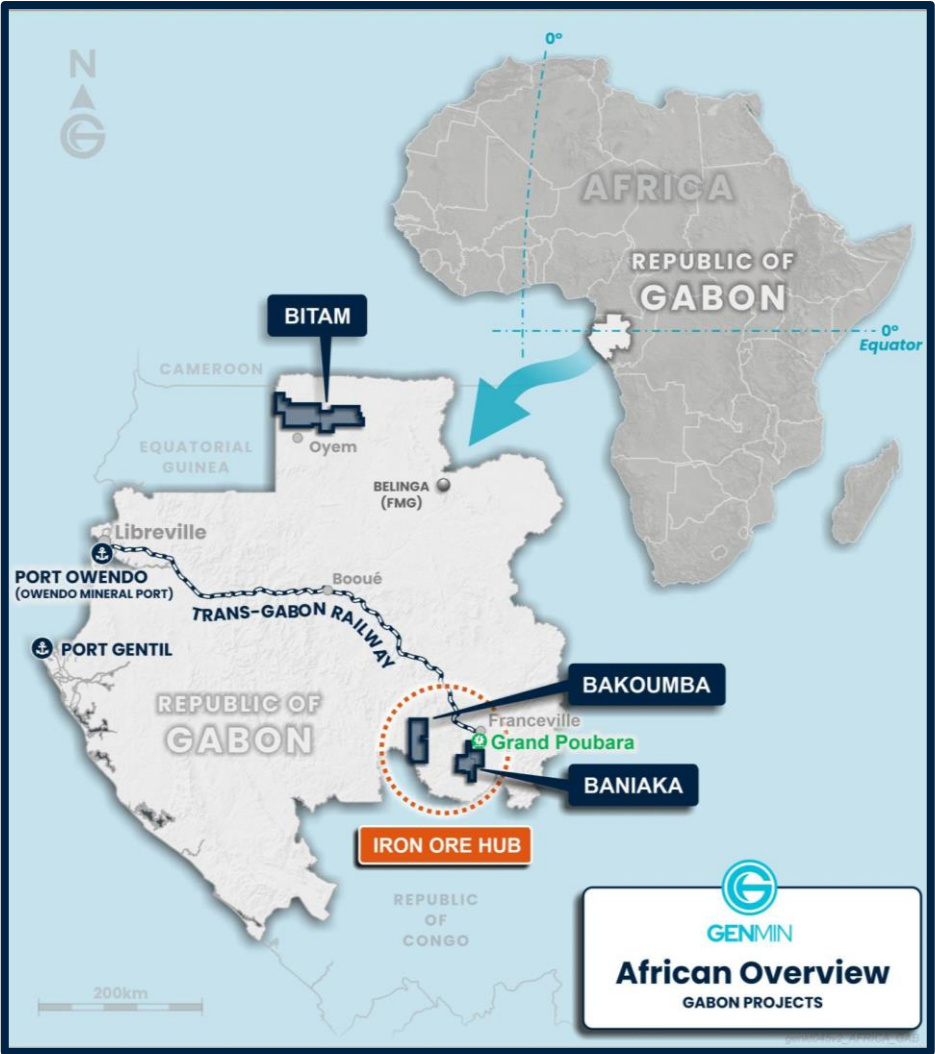 N
0°
AFRICA
REPUBLIC OF
GABON
0°
Equator
BITAM
CAMEROON
EQUATORIAL
GUINEA
Oyem
BELINGA
(FMG)
Libreville
PORT OWENDO
(OWENDO MINERAL PORT)
Booué
TRANS-GABON RAILWAY
PORT GENTIL
REPUBLIC OF
GABON
BAKOUMBA
Franceville
Grand Poubara
BANIAKA
IRON ORE HUB
REPUBLIC
OF
CONGO
200km
GENMIN
African Overview
GABON PROJECTS